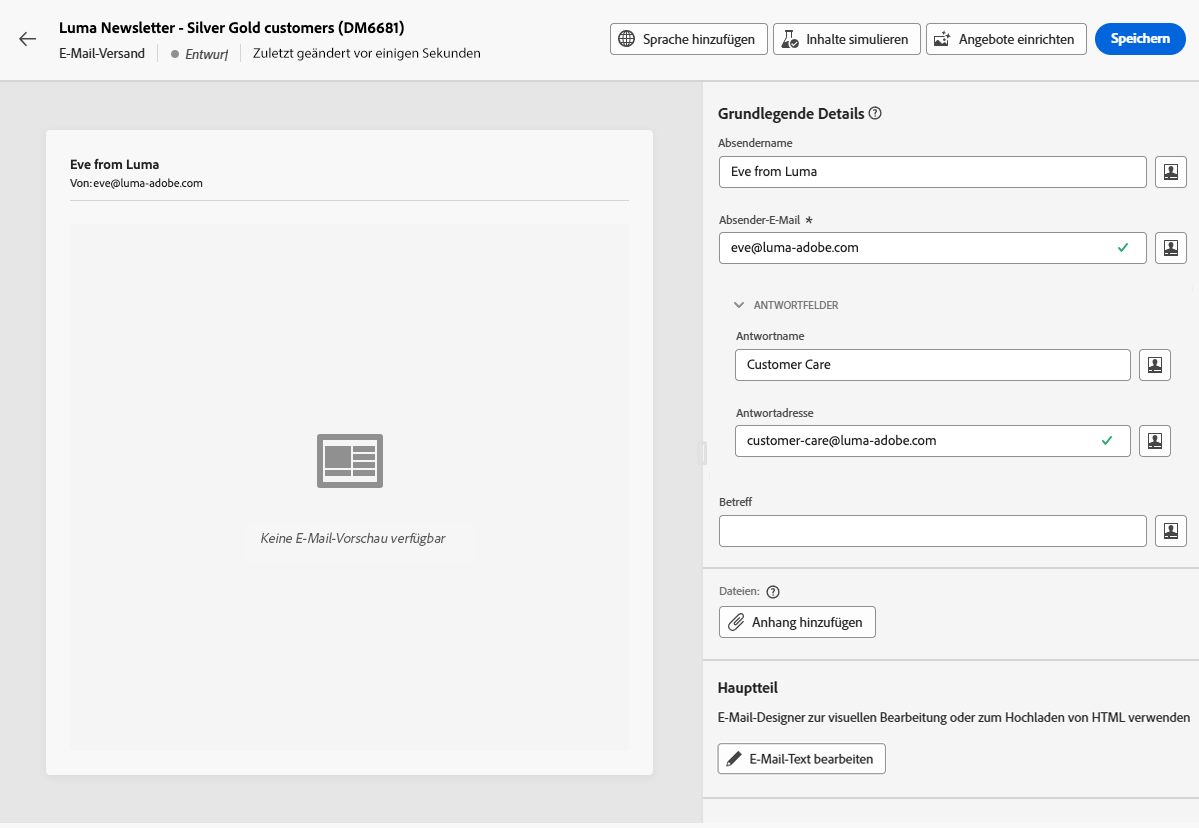 Luma Newsletter - Silver Gold customers (DM6681)
E-Mail-Versand
Entwurf
Zuletzt geändert vor einigen Sekunden
Sprache hinzufügen
Inhalte simulieren
Angebote einrichten
Speichern
Eve from Luma
Von:eve@luma-adobe.com
Keine E-Mail-Vorschau verfügbar
Grundlegende Details
Absendername
Eve from Luma
Absender-E-Mail *
eve@luma-adobe.com
ANTWORTFELDER
Antwortname
Customer Care
Antwortadresse
customer-care@luma-adobe.com
Betreff
Dateien:
Anhang hinzufügen
Hauptteil
E-Mail-Designer zur visuellen Bearbeitung oder zum Hochladen von HTML verwenden
E-Mail-Text bearbeiten